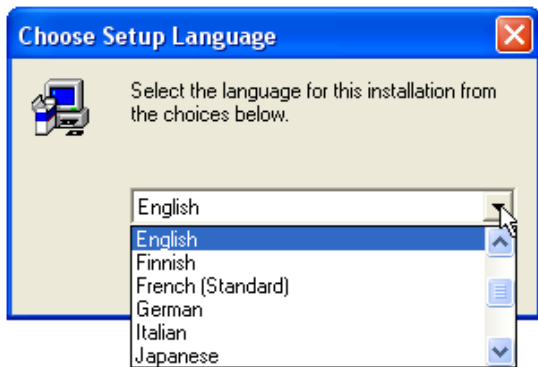 Choose Setup Language
Select the language for this installation from
the choices below.
English
English
Finnish
French (Standard)
German
Italian
Japanese